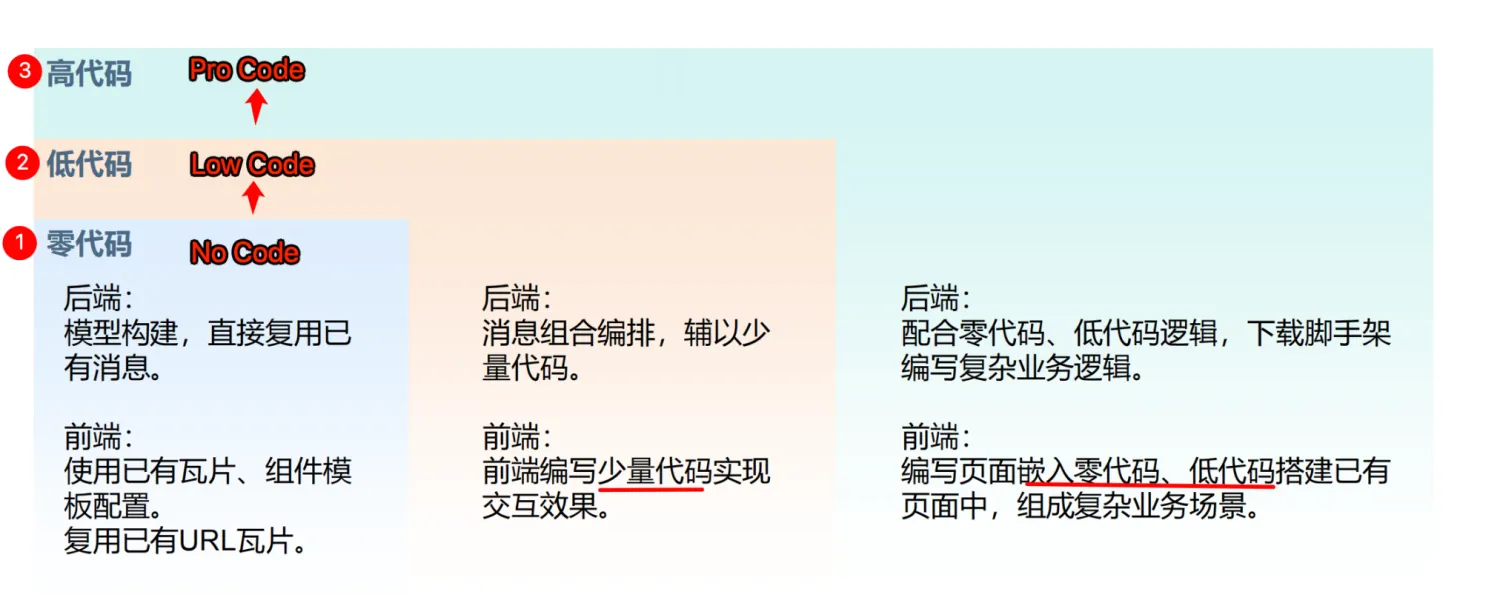 3 高代码 Pro Code
2 低代码 Low Code
1 零代码 No Code
后端：
模型构建，直接复用已
有消息。
前端：
使用已有瓦片、组件模
板配置。
复用已有URL瓦片。
后端：
消息组合编排，辅以少
量代码。
前端：
前端编写少量代码实现
交互效果。
后端：
配合零代码、低代码逻辑，下载脚手架
编写复杂业务逻辑。
前端：
编写页面嵌入零代码、低代码搭建已有
页面中，组成复杂业务场景。